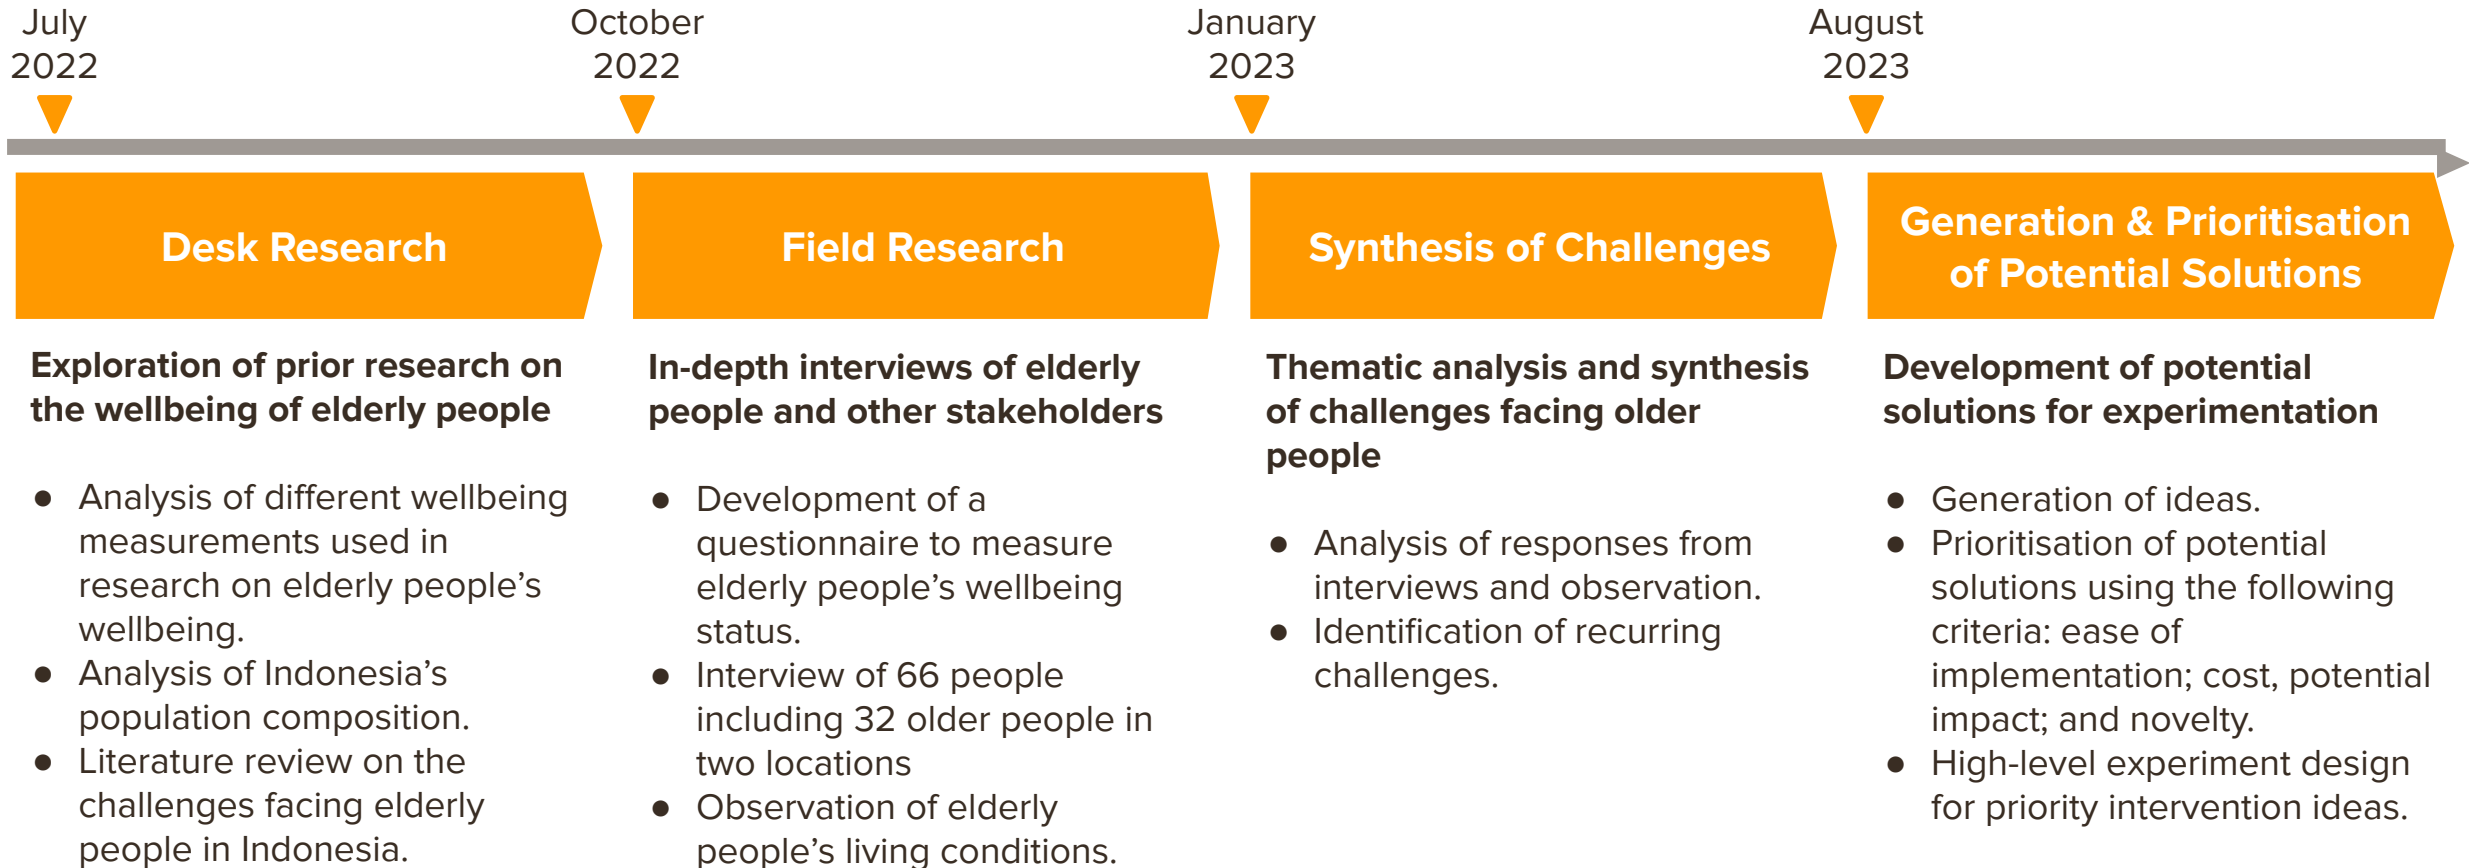 July
2022
October
2022
January
2023
August
2023
Desk Research
Field Research
Synthesis of Challenges
Generation & Prioritisation
of Potential Solutions
Exploration of prior research on
the wellbeing of elderly people
● Analysis of different wellbeing
measurements used in
research on elderly people’s
wellbeing.
● Analysis of Indonesia’s
population composition.
● Literature review on the
challenges facing elderly
people in Indonesia.
In-depth interviews of elderly
people and other stakeholders
● Development of a
questionnaire to measure
elderly people’s wellbeing
status.
● Interview of 66 people
including 32 older people in
two locations
● Observation of elderly
people’s living conditions.
Thematic analysis and synthesis
of challenges facing older
people
● Analysis of responses from
interviews and observation.
● Identification of recurring
challenges.
Development of potential
solutions for experimentation
● Generation of ideas.
● Prioritisation of potential
solutions using the following
criteria: ease of
implementation; cost, potential
impact; and novelty.
● High-level experiment design
for priority intervention ideas.